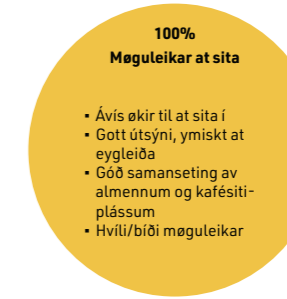 100%
Møguleikar at sita
▪ Ávís økir til at sita í
▪ Gott útsýni, ymiskt at
eygleiða
▪ Góð samanseting av
almennum og kafésiti-
plássum
▪ Hvíli/bíði møguleikar